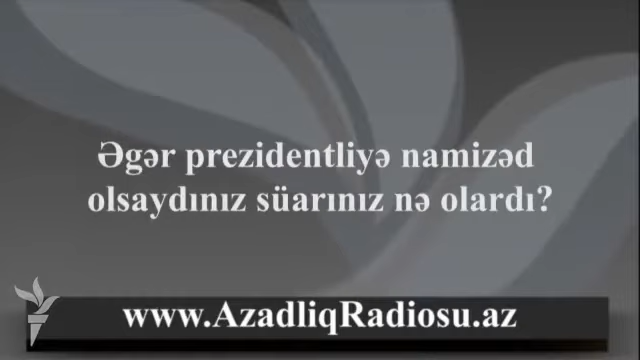 Əgər prezidentliyə namizəd
olsaydınız süarınız nə olardı?
www.AzadliqRadiosu.az